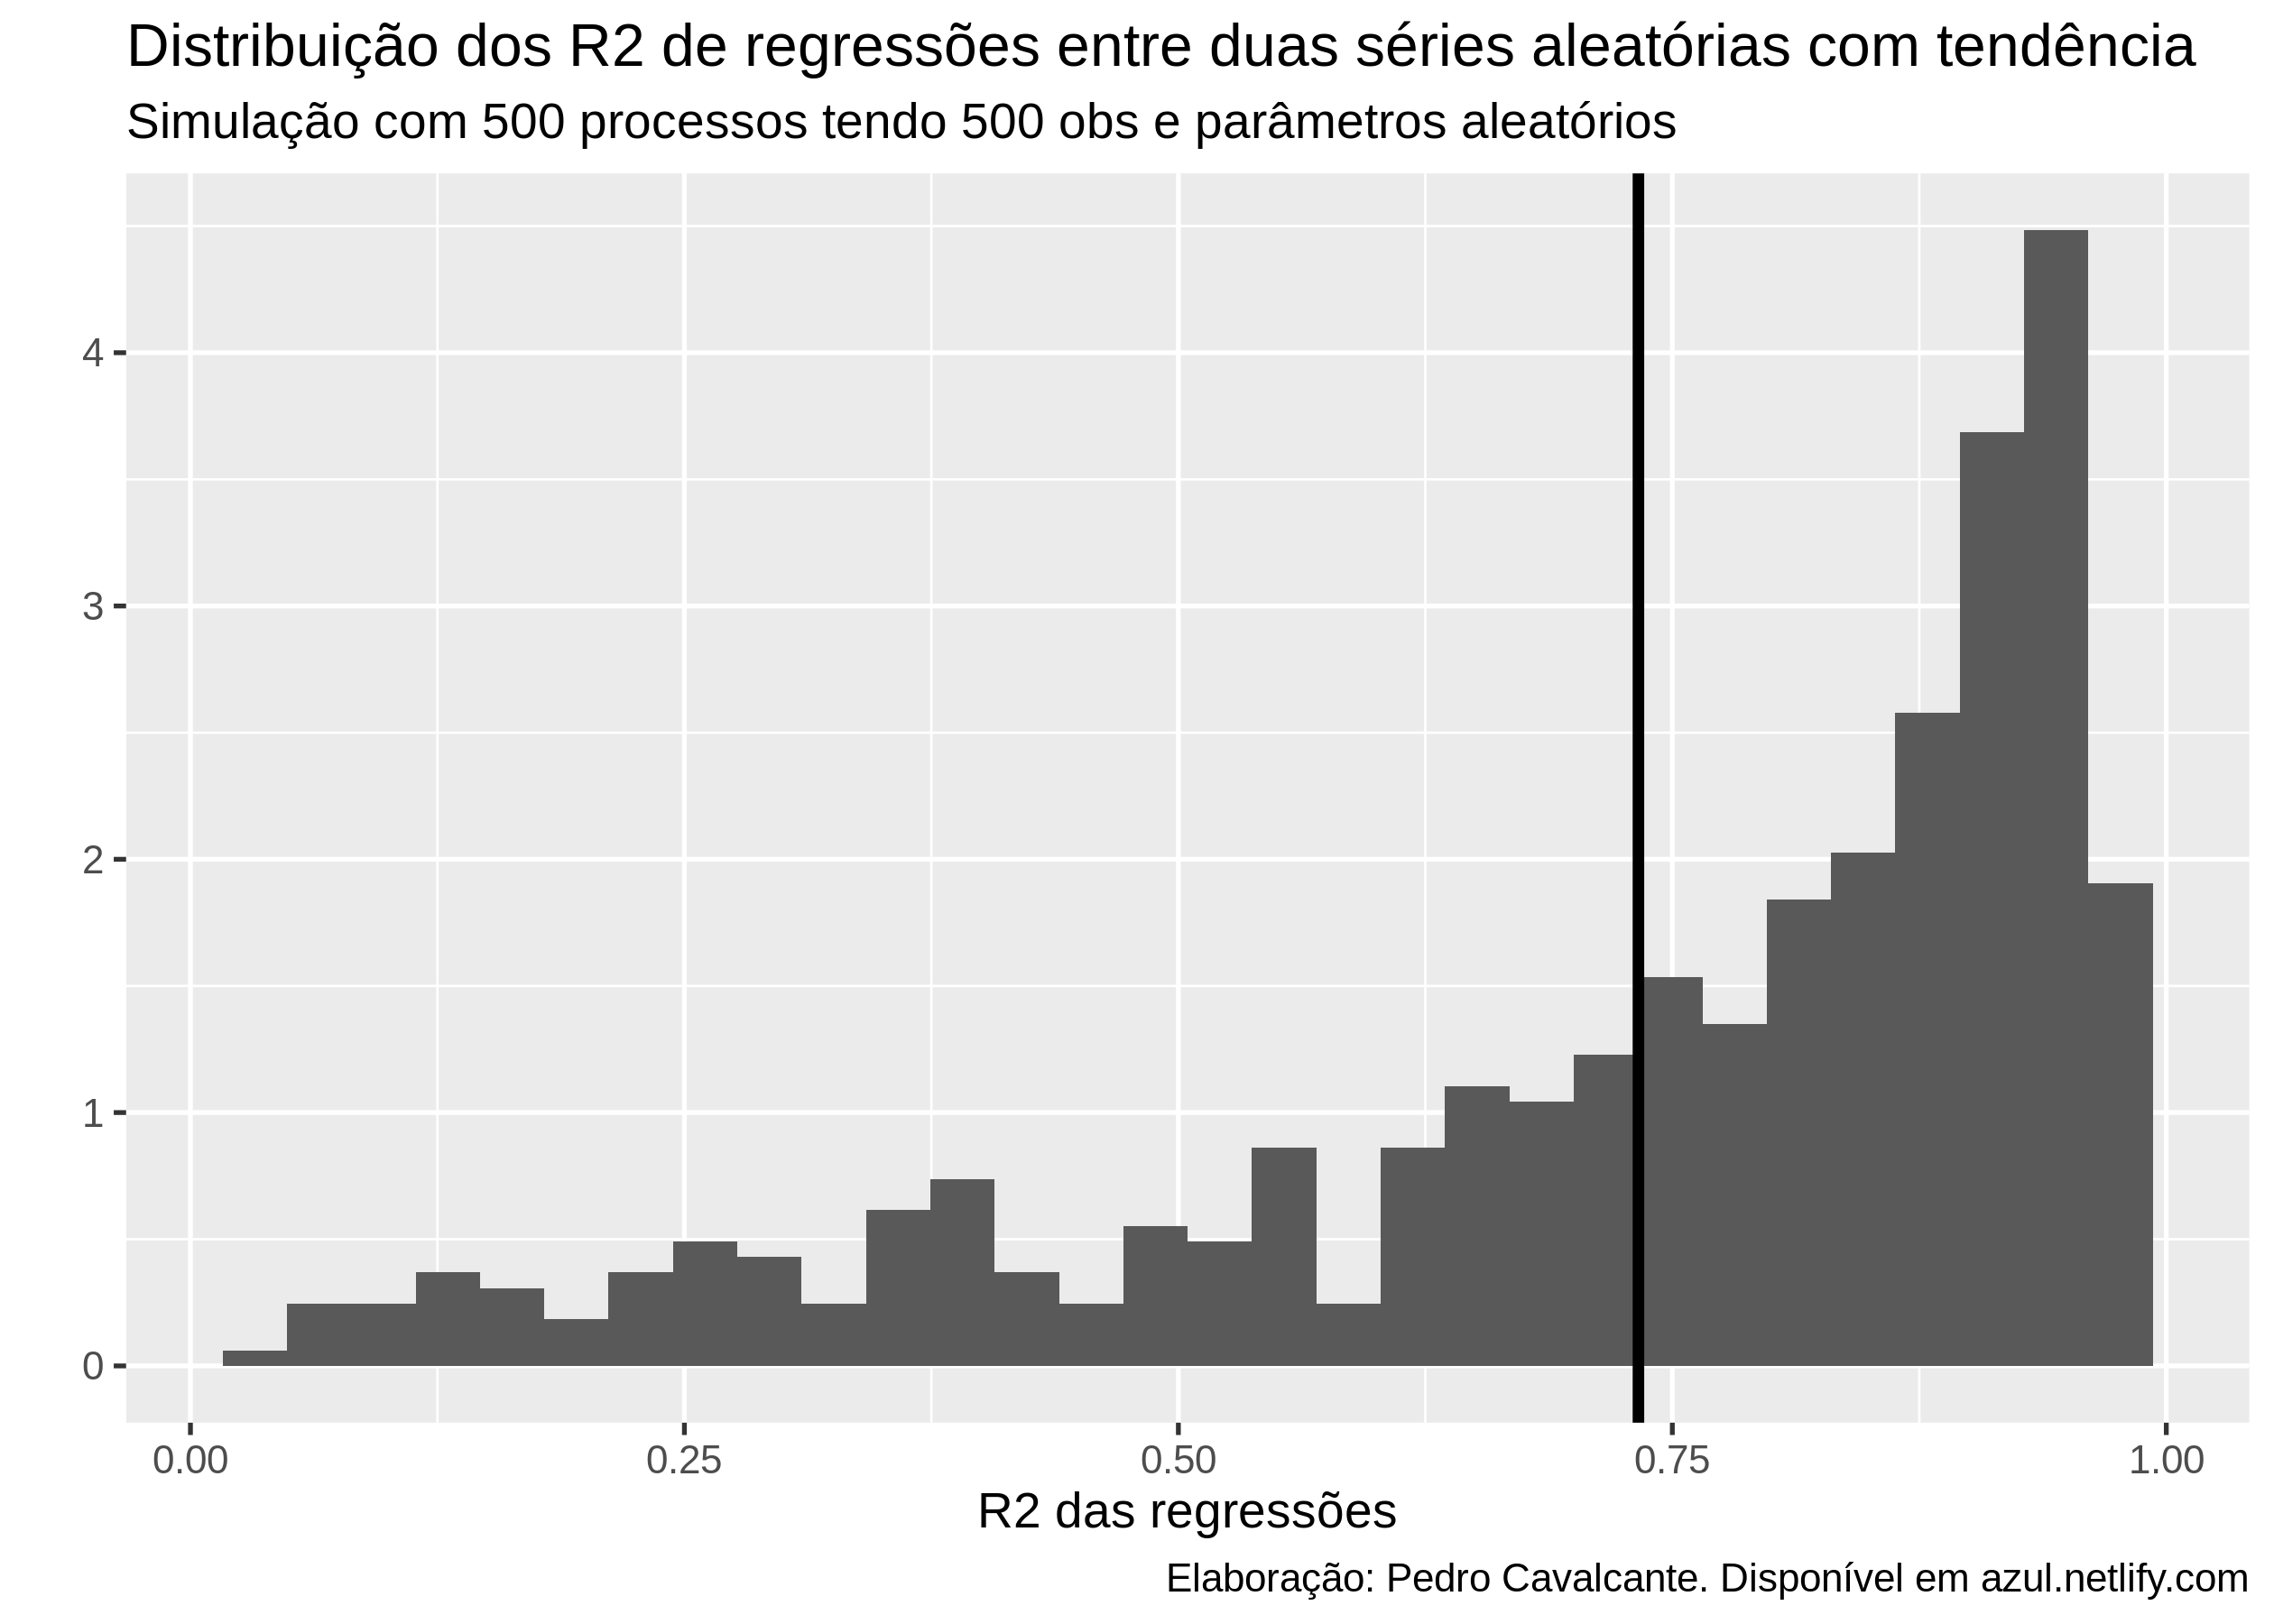 Distribuição dos R2 de regressões entre duas séries aleatórias com tendência
Simulação com 500 processos tendo 500 obs e parâmetros aleatórios
4
3
2
1
0
0.00 0.25 0.50 0.75 1.00
R2 das regressões
Elaboração: Pedro Cavalcante. Disponível em azul.netlify.com